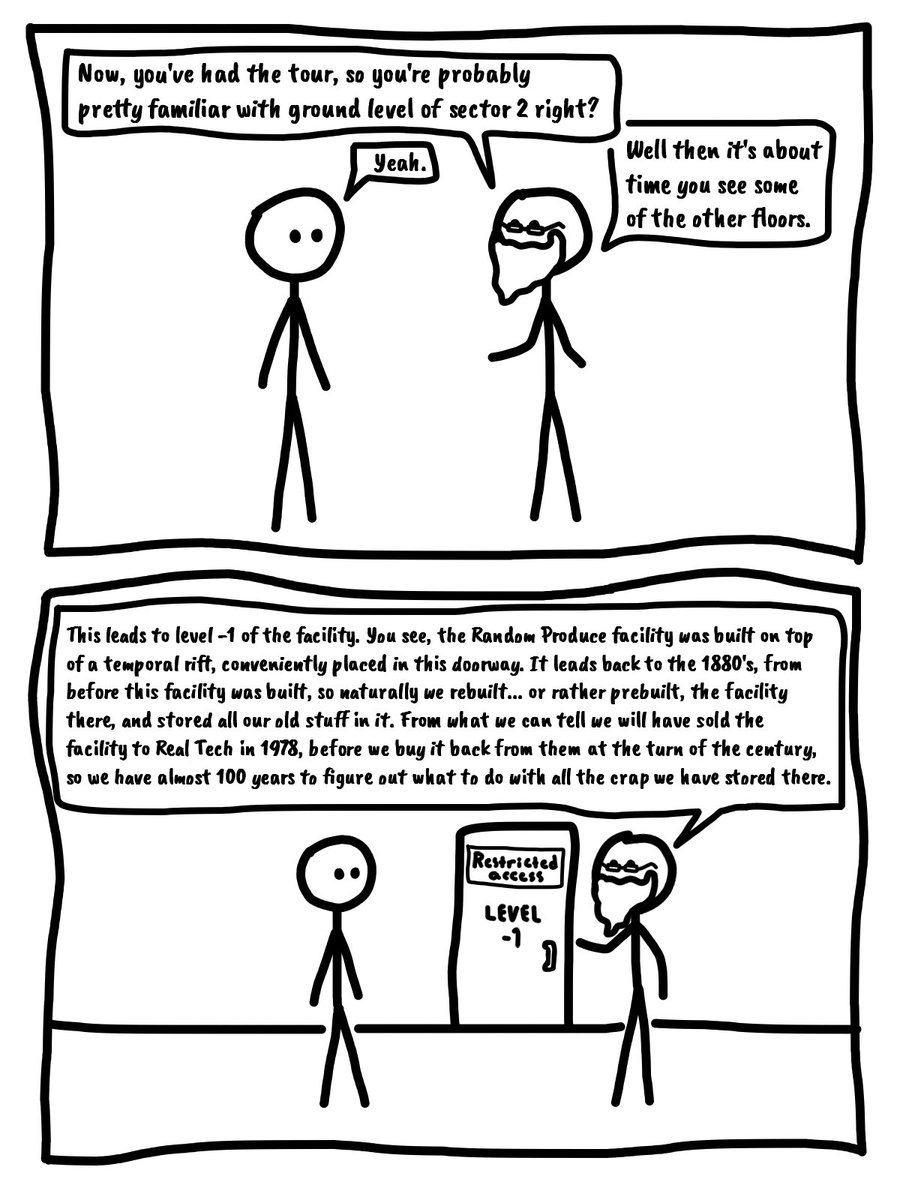 Now, you've had the tour, so you're probably
pretty familiar with ground level of sector 2 right?
Yeah.
Well then it's about
time you see some
of the other floors.
This leads to level -1 of the facility. You see, the Random Produce facility was built on top
of a temporal rift, conveniently placed in this doorway. It leads back to the 1880's, from
before this facility was built, so naturally we rebuilt... or rather prebuilt, the facility
there, and stored all our old stuff in it. From what we can tell we will have sold the
facility to Real Tech in 1978, before we buy it back from them at the turn of the century,
so we have almost 100 years to figure out what to do with all the crap we have stored there.
Restricted
access
LEVEL
-1